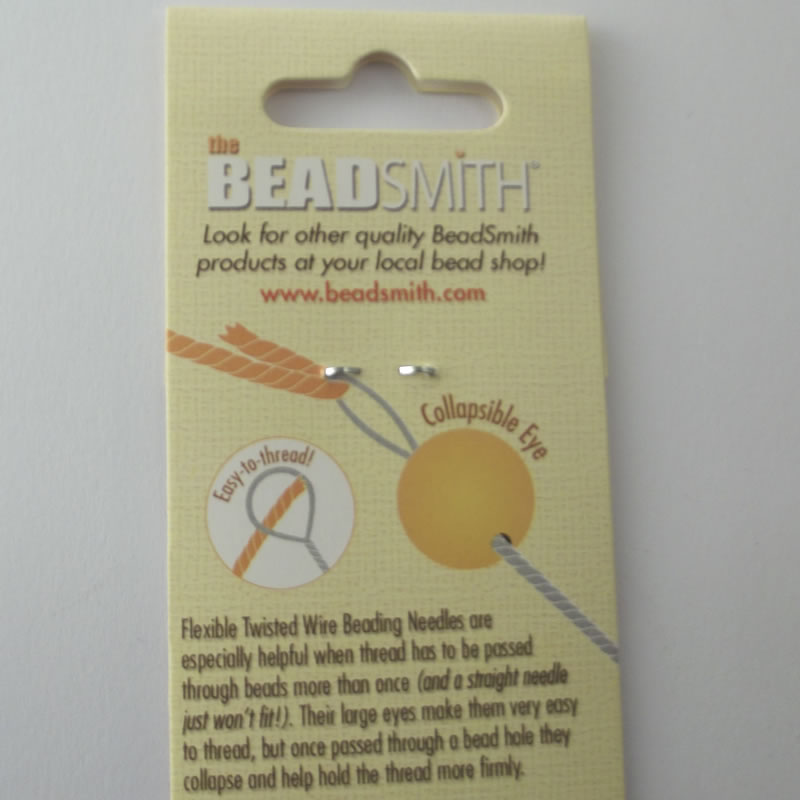 the
BEADSMiTH®
Look for other quality BeadSmith
products at your local bead shop!
www.beadsmith.com
Collapsible Eye
Easy-to-thread!
Flexible Twisted Wire Beading Needles are
especially helpful when thread has to be passed
through beads more than once (and a straight needle
just won't fit!). Their large eyes make them very easy
to thread, but once passed through a bead hole they
collapse and help hold the thread more firmly.